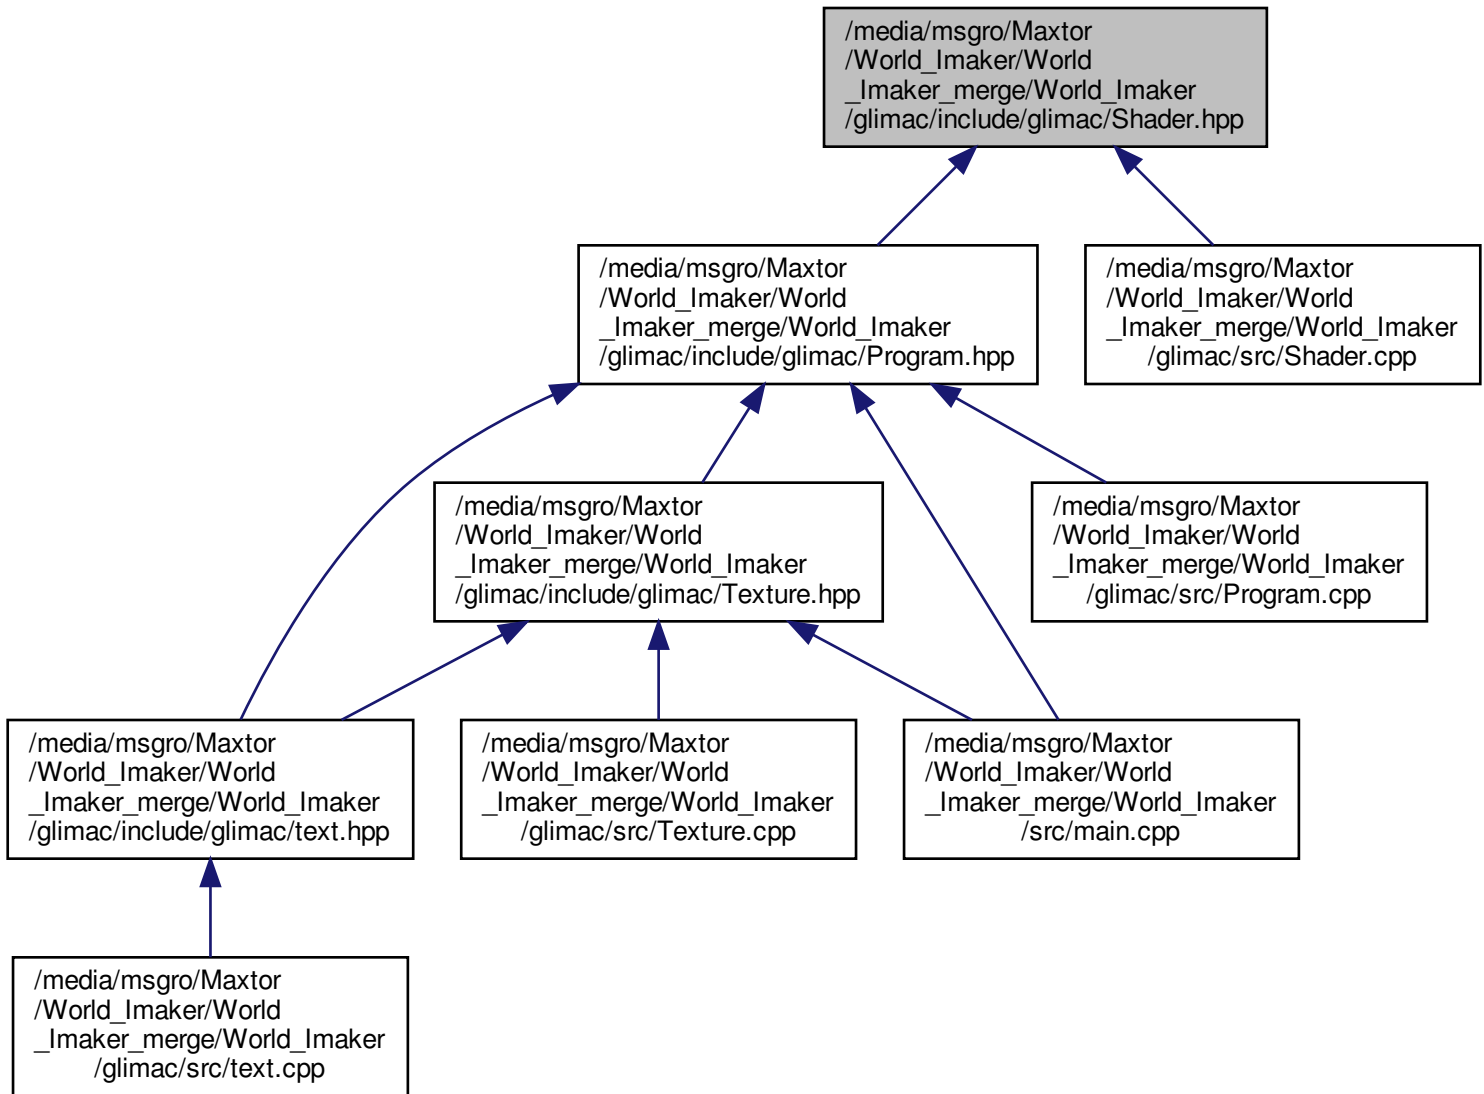 /media/msgro/Maxtor
/World_Imaker/World
_Imaker_merge/World_Imaker
/glimac/include/glimac/Shader.hpp
/media/msgro/Maxtor
/World_Imaker/World
_Imaker_merge/World_Imaker
/glimac/include/glimac/Program.hpp
/media/msgro/Maxtor
/World_Imaker/World
_Imaker_merge/World_Imaker
/glimac/src/Shader.cpp
/media/msgro/Maxtor
/World_Imaker/World
_Imaker_merge/World_Imaker
/glimac/include/glimac/Texture.hpp
/media/msgro/Maxtor
/World_Imaker/World
_Imaker_merge/World_Imaker
/glimac/src/Program.cpp
/media/msgro/Maxtor
/World_Imaker/World
_Imaker_merge/World_Imaker
/glimac/include/glimac/text.hpp
/media/msgro/Maxtor
/World_Imaker/World
_Imaker_merge/World_Imaker
/glimac/src/Texture.cpp
/media/msgro/Maxtor
/World_Imaker/World
_Imaker_merge/World_Imaker
/src/main.cpp
/media/msgro/Maxtor
/World_Imaker/World
_Imaker_merge/World_Imaker
/glimac/src/text.cpp